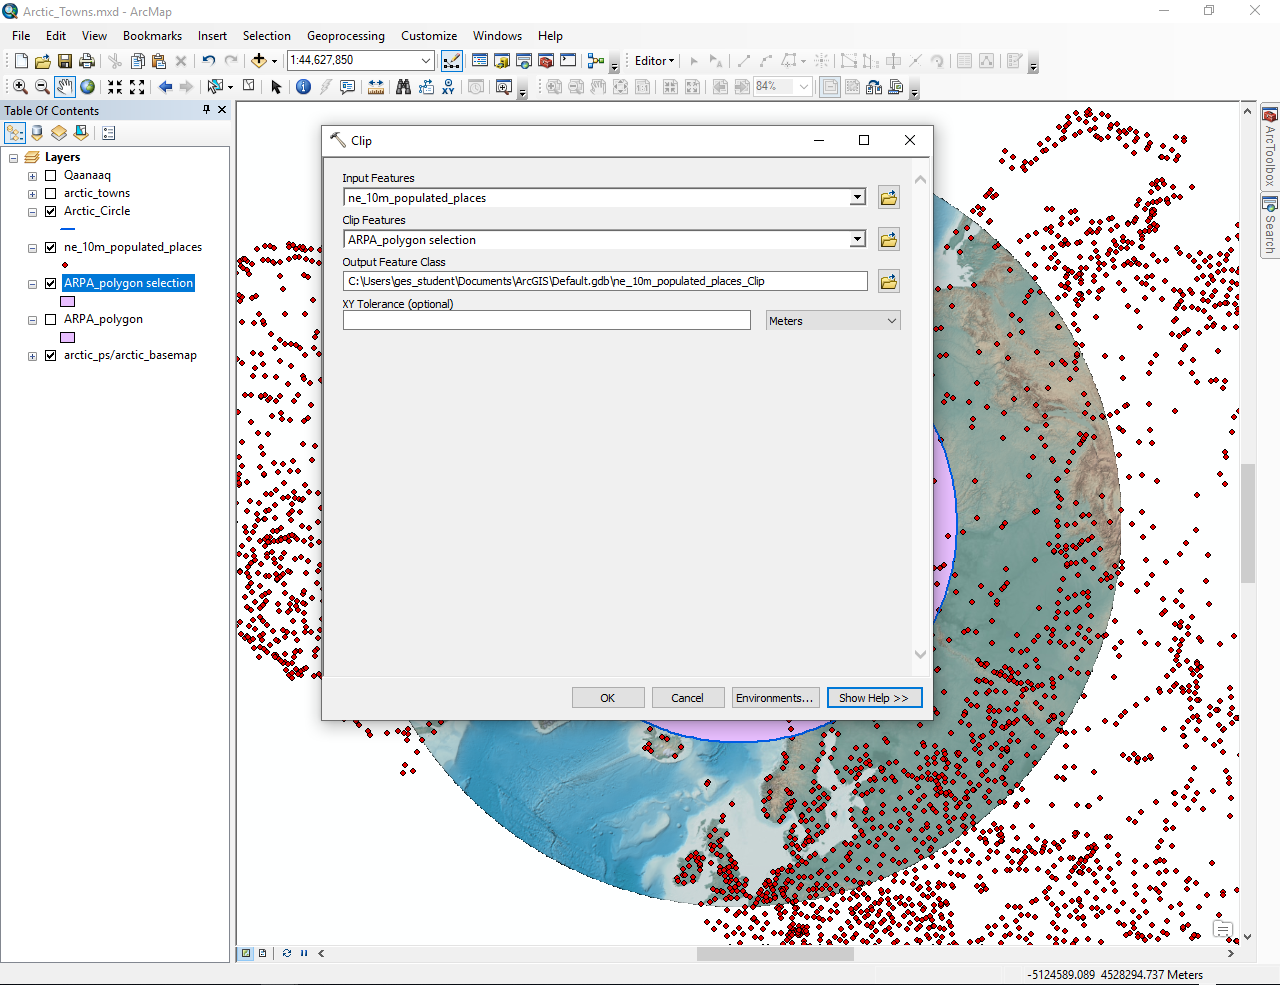 Arctic_Towns.mxd - ArcMap
File Edit View Bookmarks Insert Selection Geoprocessing Customize Windows Help
1:44,627,850
Editor
84%
Table Of Contents
Layers
Qaanaaq
arctic_towns
Arctic_Circle
ne_10m_populated_places
ARPA_polygon selection
ARPA_polygon
arctic_ps/arctic_basemap
Clip
Input Features
ne_10m_populated_places
Clip Features
ARPA_polygon selection
Output Feature Class
C:\Users\ges_student\Documents\ArcGIS\Default.gdb\ne_10m_populated_places_Clip
XY Tolerance (optional)
Meters
OK Cancel Environments... Show Help >>
ArcToolbox
Search
-5124589.089 4528294.737 Meters